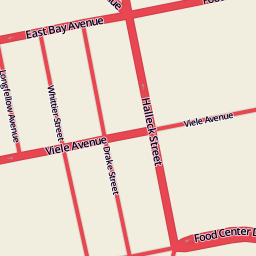 East Bay Avenue
Longfellow Avenue
Whittier Street
Halleck Street
Viele Avenue
Viele Avenue
Drake Street
Food Center D